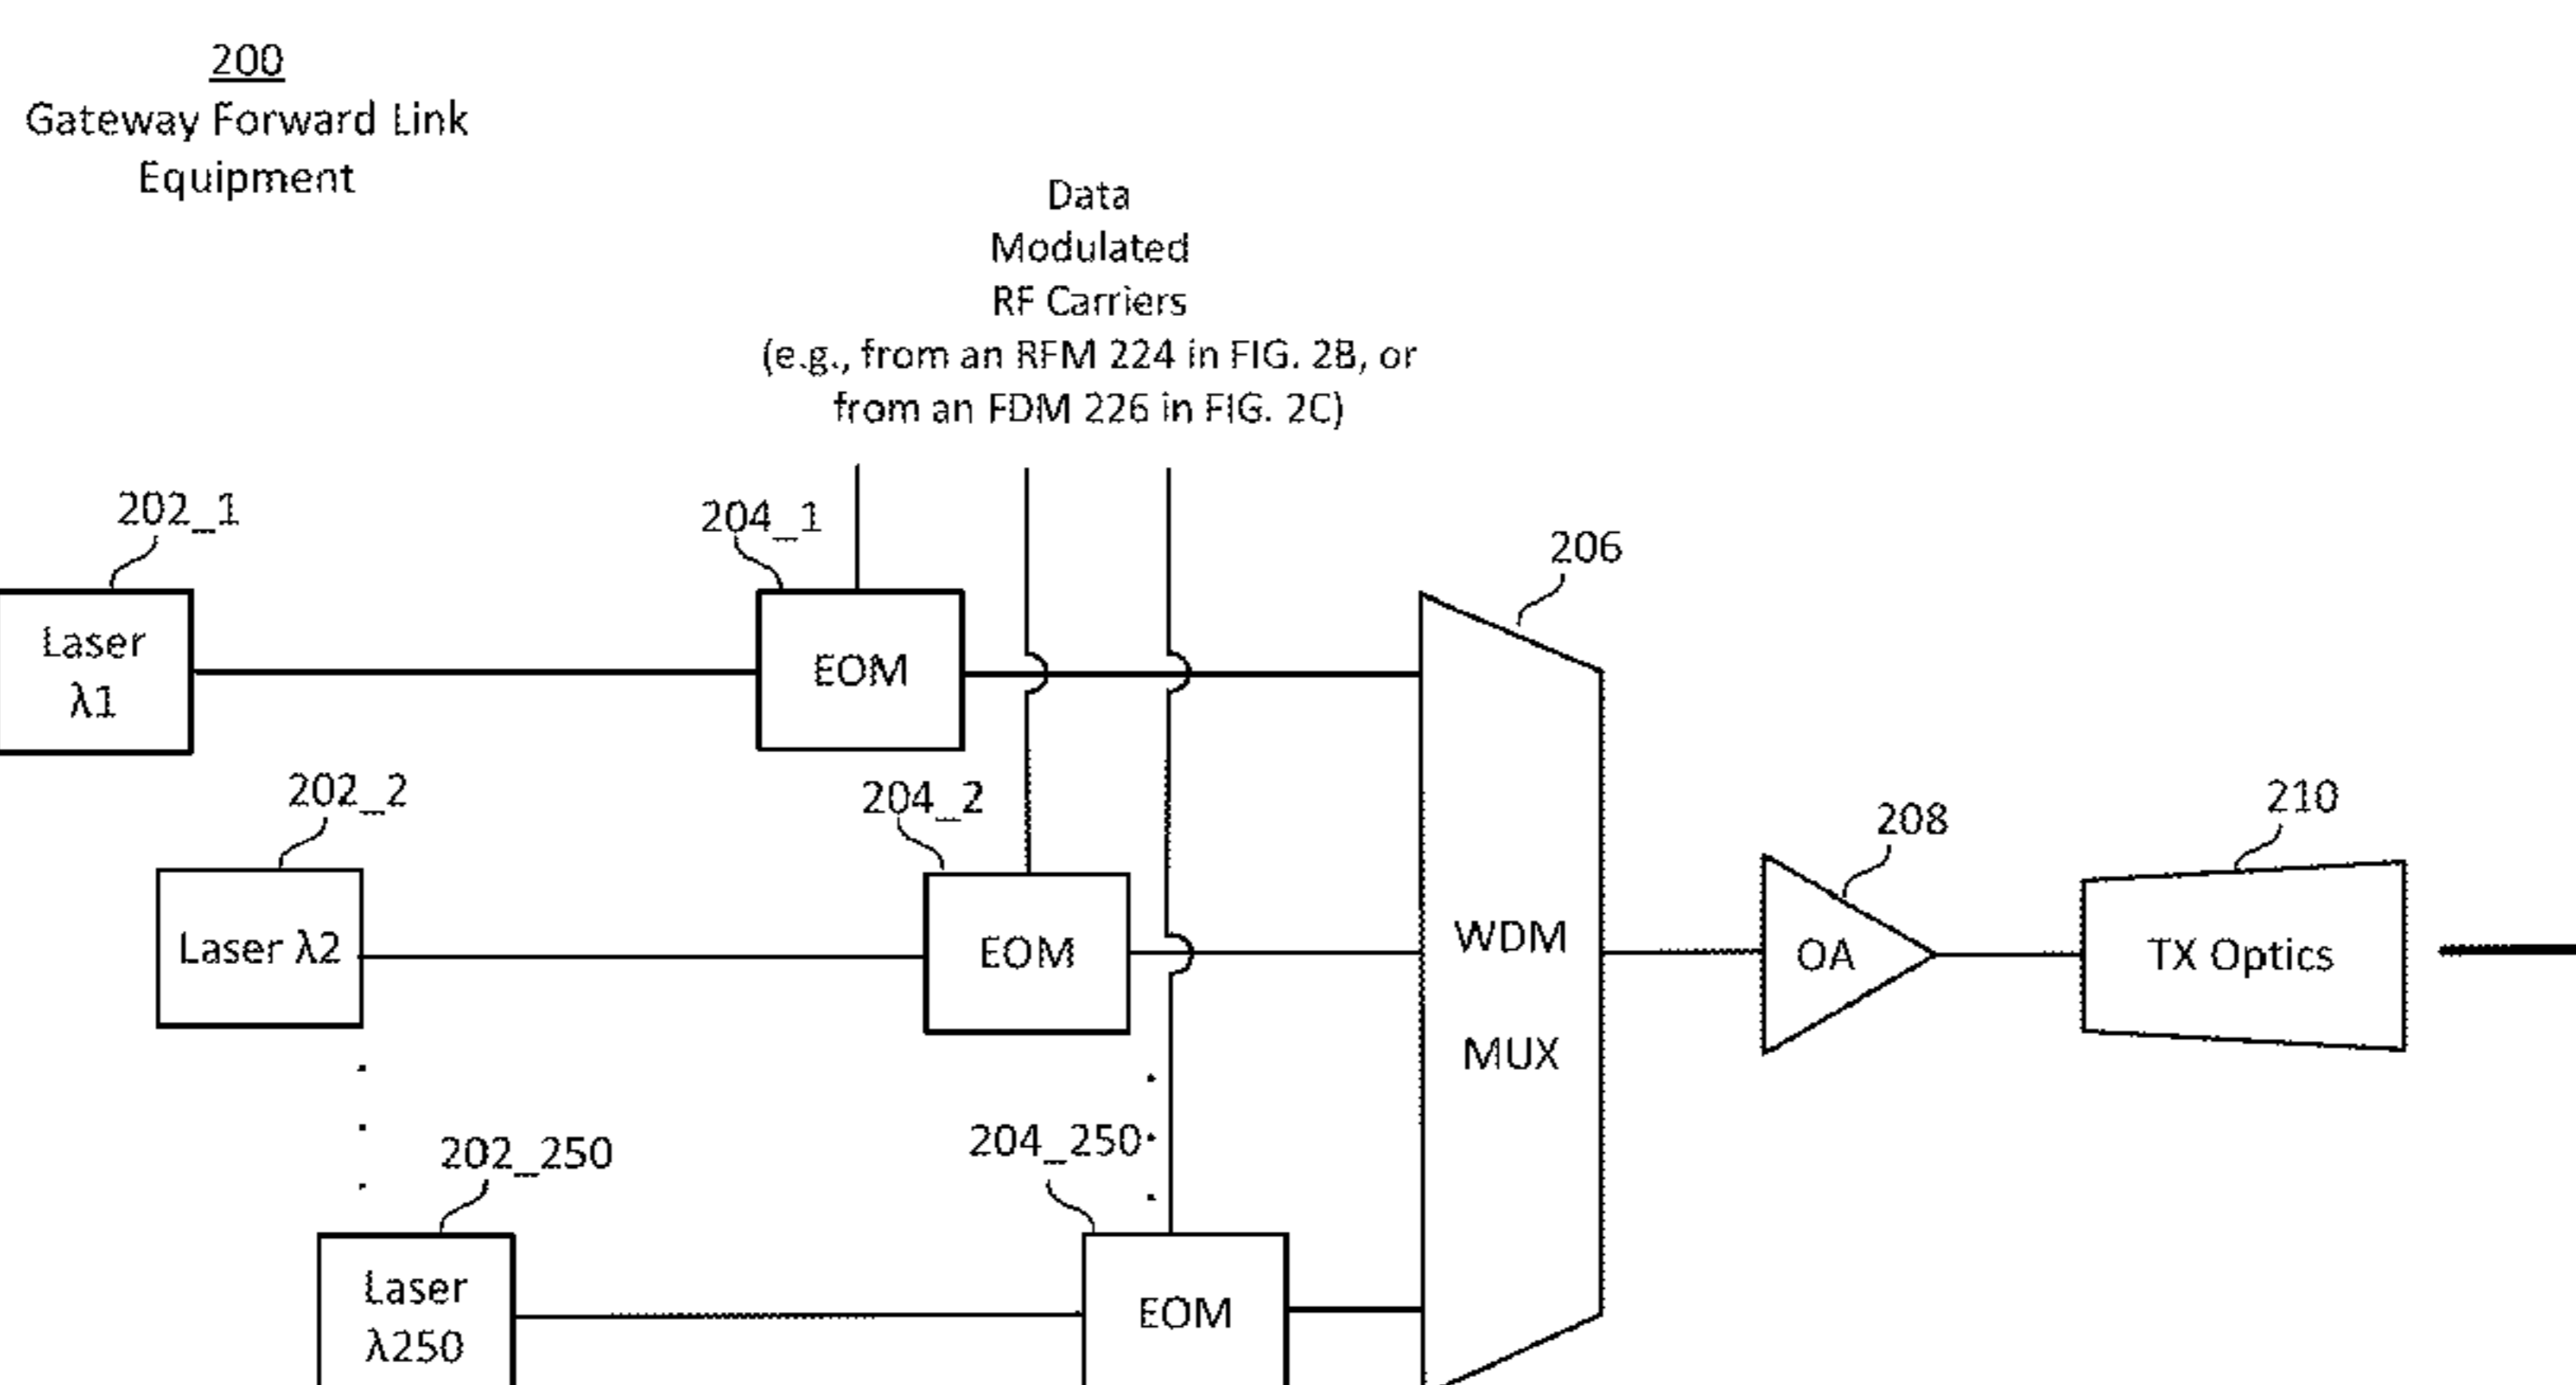 200
Gateway Forward Link
Equipment
Data
Modulated
RF Carriers
(e.g., from an RFM 224 in FIG. 2B, or
from an FDM 226 in FIG. 2C)
202_1
204_1
206
Laser
λ1
EOM
202_2
204_2
208
210
Laser λ2
EOM
WDM
MUX
OA
TX Optics
202_250
204_250
Laser
λ250
EOM